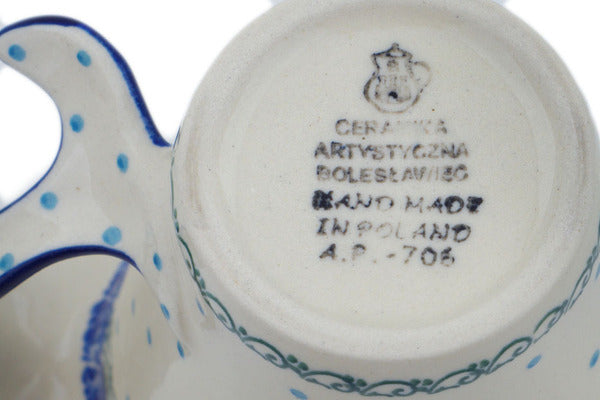 CERAMIKA
ARTYSTYCZNA
BOLESŁAWIEC
HAND MADE
IN POLAND
A.P.-706